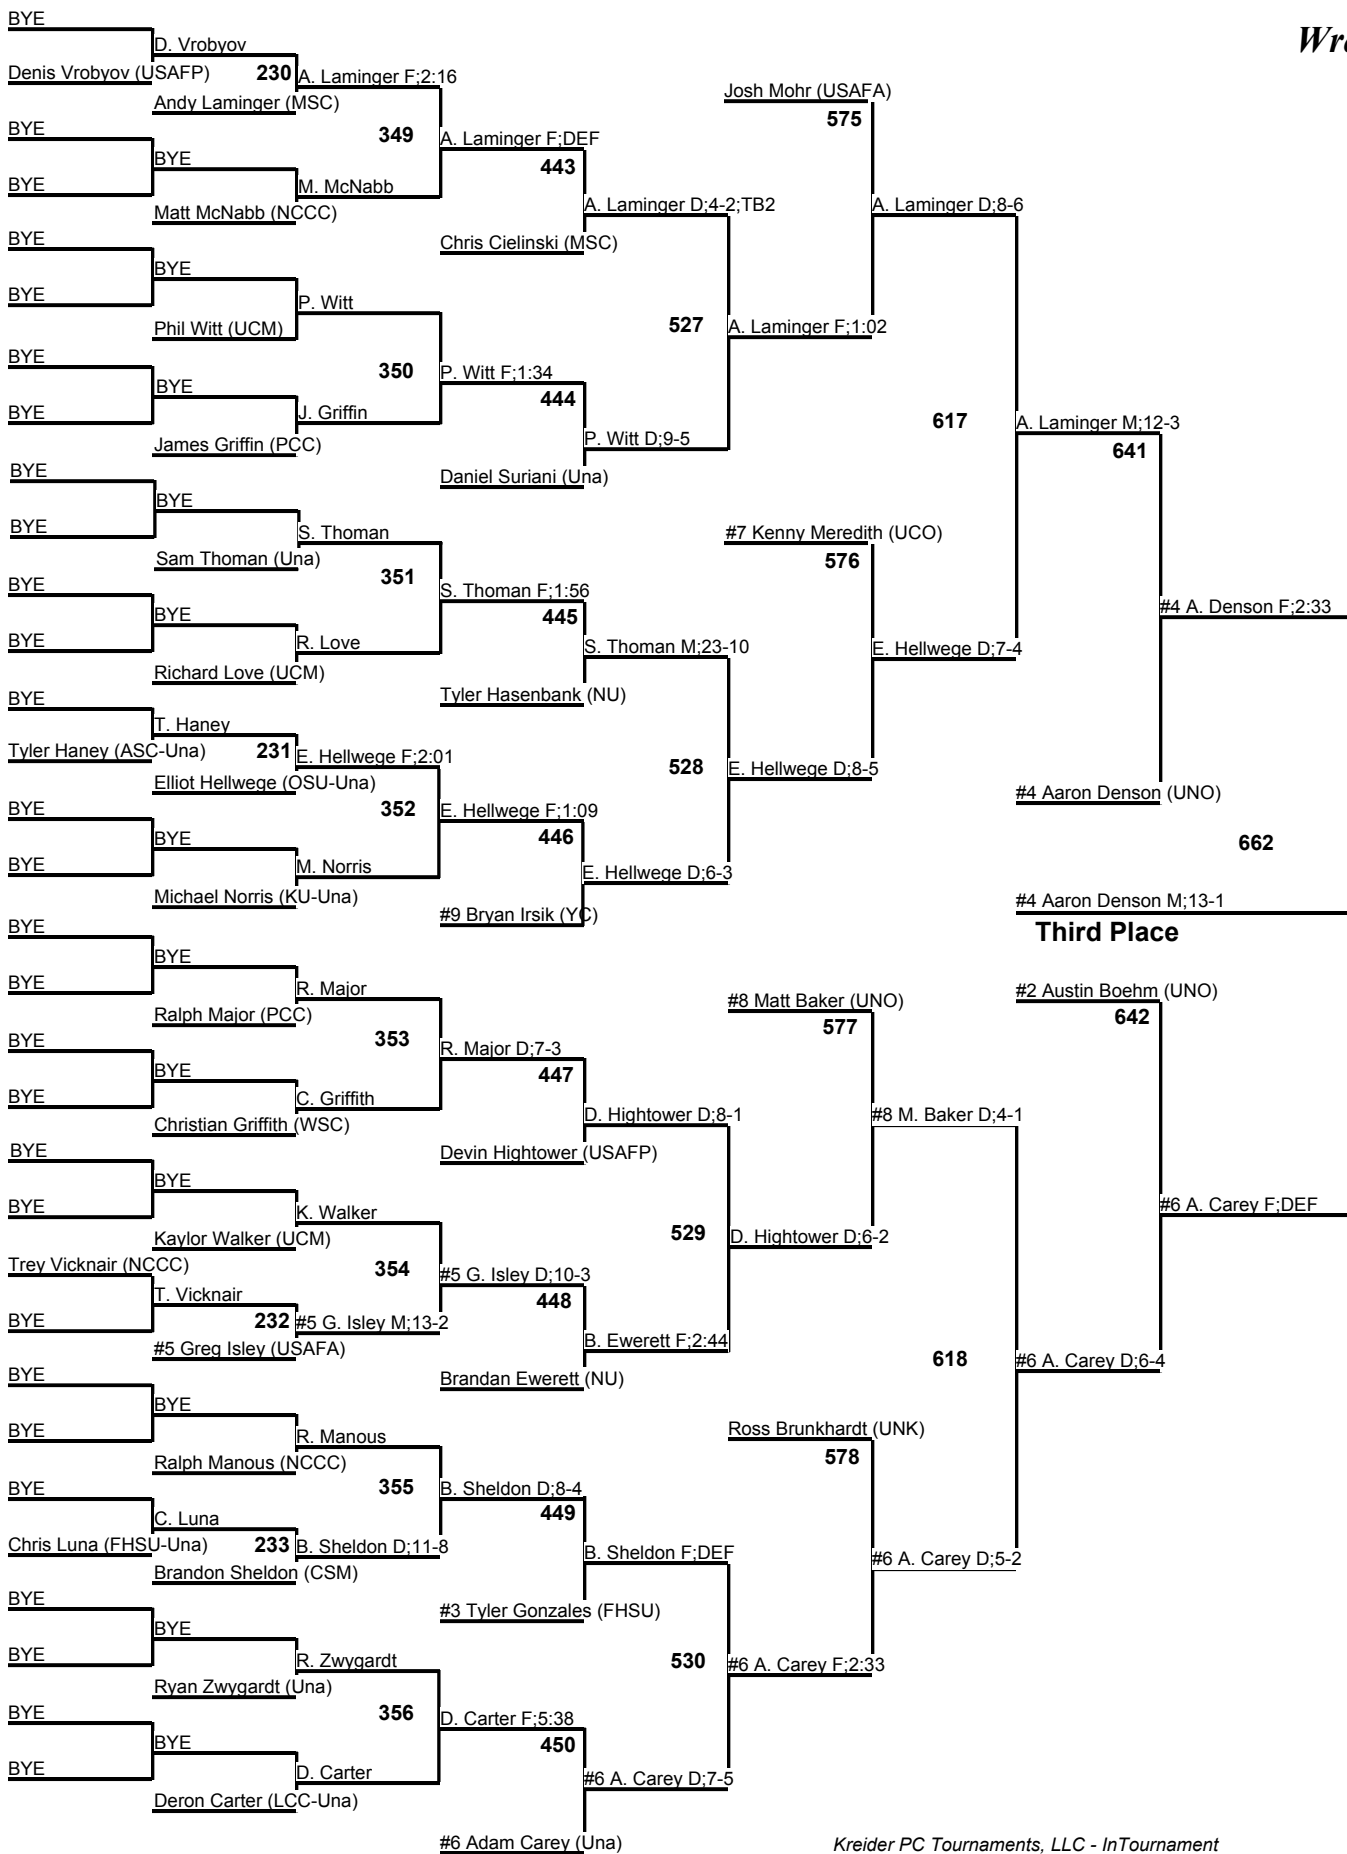 BYE
Wr
D. Vrobyov
Denis Vrobyov (USAFP)
230
A. Laminger F;2:16
Andy Laminger (MSC)
Josh Mohr (USAFA)
575
BYE
349
A. Laminger F;DEF
443
BYE
BYE
M. McNabb
Matt McNabb (NCCC)
A. Laminger D;4-2;TB2
A. Laminger D;8-6
BYE
Chris Cielinski (MSC)
BYE
BYE
P. Witt
Phil Witt (UCM)
527
A. Laminger F;1:02
BYE
350
P. Witt F;1:34
444
BYE
BYE
J. Griffin
James Griffin (PCC)
P. Witt D;9-5
617
A. Laminger M;12-3
641
BYE
Daniel Suriani (Una)
BYE
BYE
S. Thoman
Sam Thoman (Una)
#7 Kenny Meredith (UCO)
576
BYE
351
S. Thoman F;1:56
445
#4 A. Denson F;2:33
BYE
BYE
R. Love
Richard Love (UCM)
S. Thoman M;23-10
E. Hellwege D;7-4
BYE
Tyler Hasenbank (NU)
T. Haney
Tyler Haney (ASC-Una)
231
E. Hellwege F;2:01
Elliot Hellwege (OSU-Una)
528
E. Hellwege D;8-5
#4 Aaron Denson (UNO)
BYE
352
E. Hellwege F;1:09
446
662
BYE
BYE
M. Norris
Michael Norris (KU-Una)
E. Hellwege D;6-3
#9 Bryan Irsik (YC)
#4 Aaron Denson M;13-1
Third Place
BYE
BYE
BYE
R. Major
Ralph Major (PCC)
#8 Matt Baker (UNO)
577
#2 Austin Boehm (UNO)
642
BYE
353
R. Major D;7-3
447
BYE
BYE
C. Griffith
Christian Griffith (WSC)
D. Hightower D;8-1
#8 M. Baker D;4-1
BYE
Devin Hightower (USAFP)
BYE
BYE
K. Walker
Kaylor Walker (UCM)
529
D. Hightower D;6-2
#6 A. Carey F;DEF
Trey Vicknair (NCCC)
354
#5 G. Isley D;10-3
448
T. Vicknair
BYE
232
#5 G. Isley M;13-2
#5 Greg Isley (USAFA)
B. Ewerett F;2:44
618
#6 A. Carey D;6-4
BYE
Brandan Ewerett (NU)
BYE
BYE
R. Manous
Ralph Manous (NCCC)
Ross Brunkhardt (UNK)
578
BYE
355
B. Sheldon D;8-4
449
C. Luna
Chris Luna (FHSU-Una)
233
B. Sheldon D;11-8
Brandon Sheldon (CSM)
B. Sheldon F;DEF
#6 A. Carey D;5-2
BYE
#3 Tyler Gonzales (FHSU)
BYE
BYE
R. Zwygardt
Ryan Zwygardt (Una)
530
#6 A. Carey F;2:33
BYE
356
D. Carter F;5:38
450
BYE
BYE
D. Carter
Deron Carter (LCC-Una)
#6 A. Carey D;7-5
#6 Adam Carey (Una)
Kreider PC Tournaments, LLC - InTournament